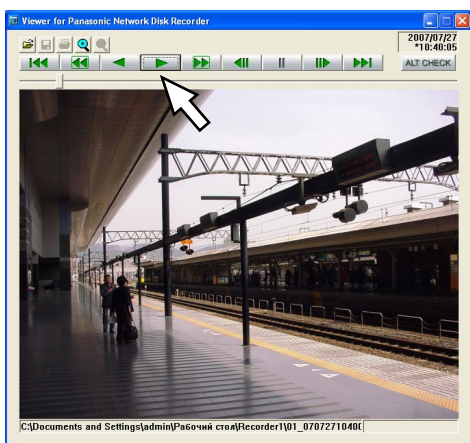 Viewer for Panasonic Network Disk Recorder
2007/07/27
*10:40:05
ALT CHECK
C:\Documents and Settings\admin\Рабочий стол\Recorder1\01_0707271040(